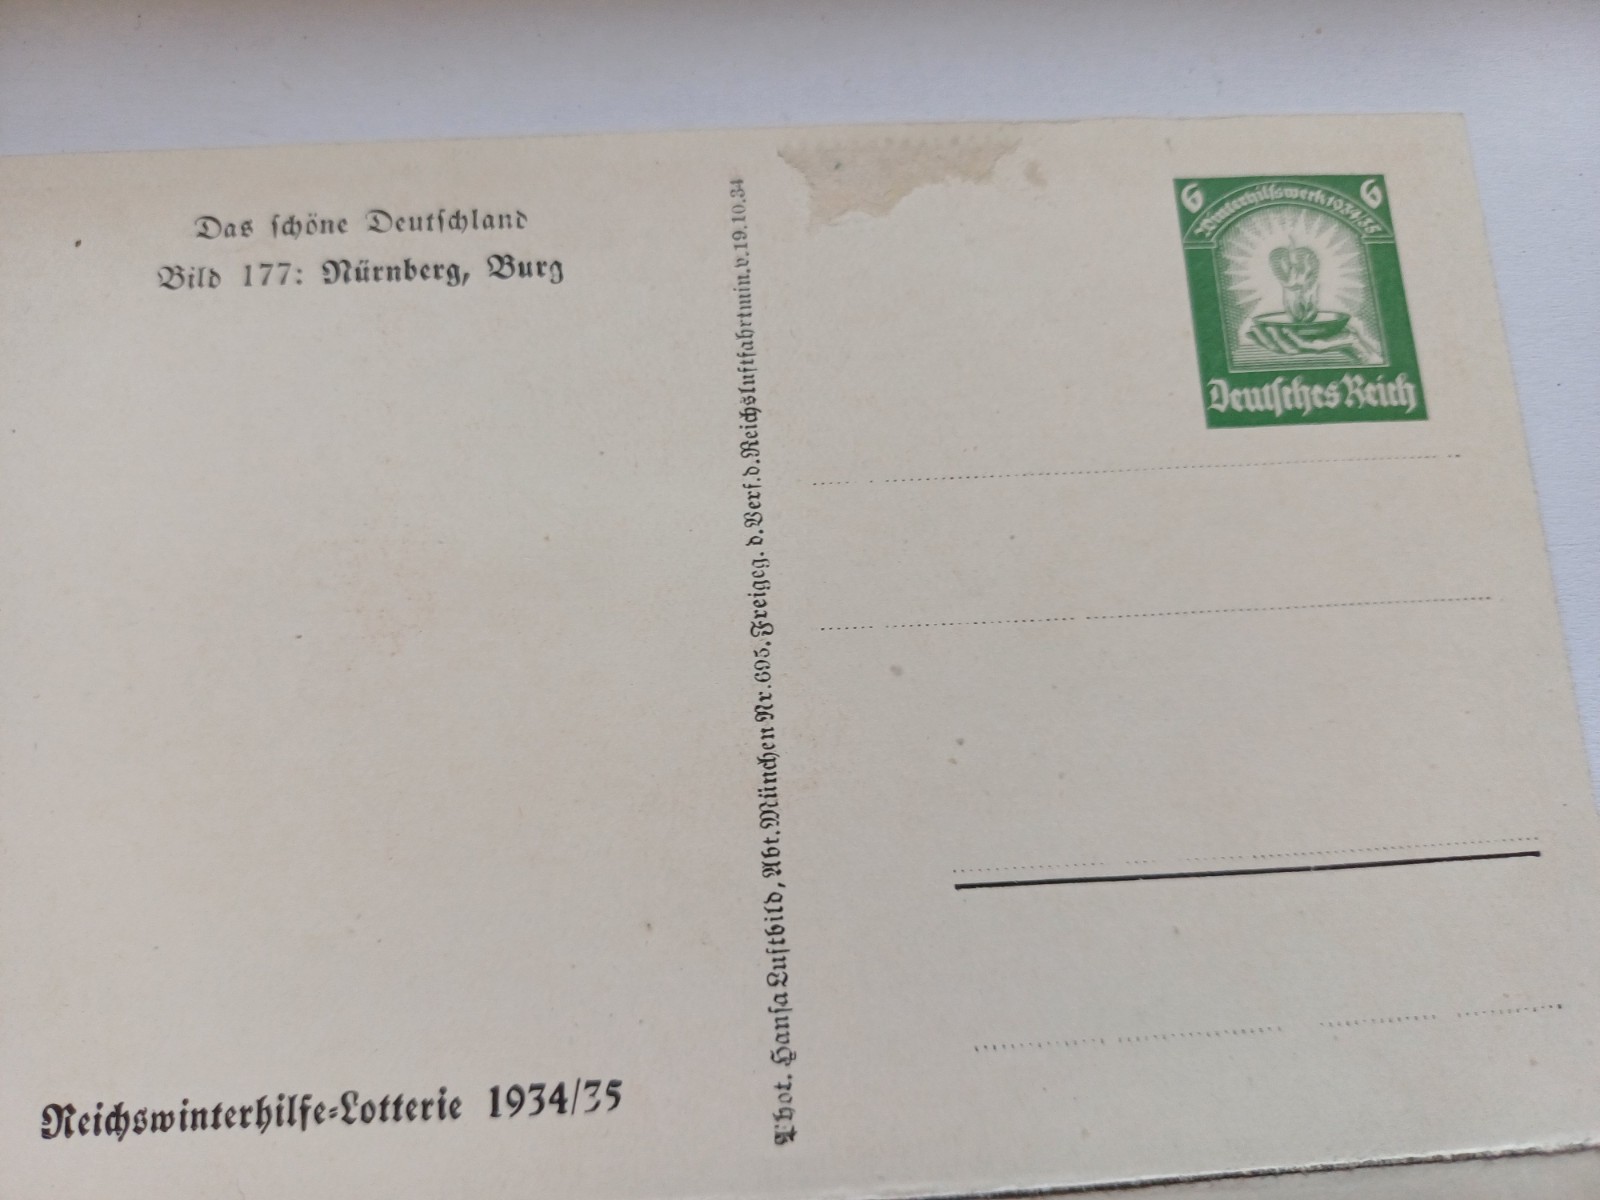 Das schöne Deutschland
Bild 177: Nürnberg, Burg
Reichswinterhilfe-Lotterie 1934/35
Phot. Hansa Luftbild, Abt. München Nr. 695. Freigeg. d. Verf. d. Reichsluftfahrtmin. v. 19.10.34
6 6
Winterhilfswerk 1934/35
Deutsches Reich